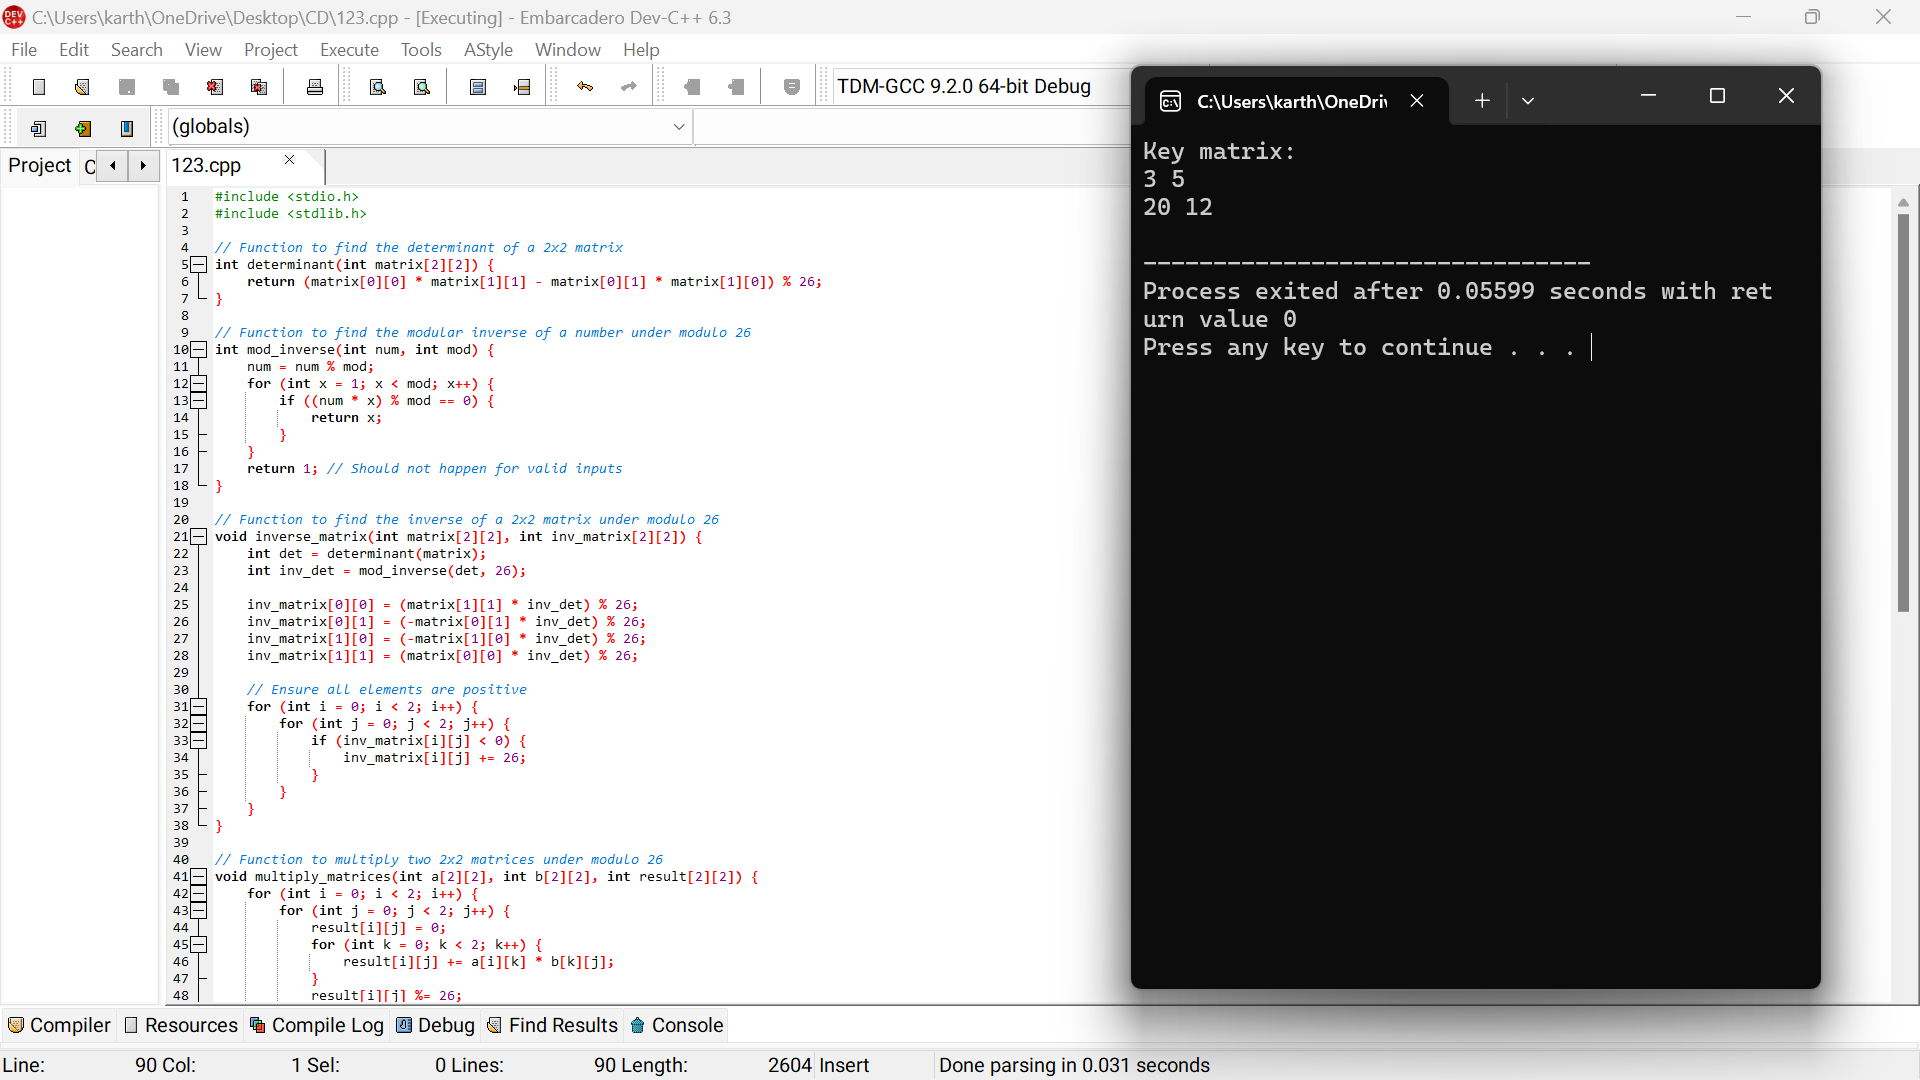 C:\Users\karth\OneDrive\Desktop\CD\123.cpp - [Executing] - Embarcadero Dev-C++ 6.3
File Edit Search View Project Execute Tools AStyle Window Help
TDM-GCC 9.2.0 64-bit Debug
(globals)
Project
123.cpp
1 #include <stdio.h>
2 #include <stdlib.h>
3
4 // Function to find the determinant of a 2x2 matrix
5 int determinant(int matrix[2][2]) {
6 return (matrix[0][0] * matrix[1][1] - matrix[0][1] * matrix[1][0]) % 26;
7 }
8
9 // Function to find the modular inverse of a number under modulo 26
10 int mod_inverse(int num, int mod) {
11 num = num % mod;
12 for (int x = 1; x < mod; x++) {
13 if ((num * x) % mod == 0) {
14 return x;
15 }
16 }
17 return 1; // Should not happen for valid inputs
18 }
19
20 // Function to find the inverse of a 2x2 matrix under modulo 26
21 void inverse_matrix(int matrix[2][2], int inv_matrix[2][2]) {
22 int det = determinant(matrix);
23 int inv_det = mod_inverse(det, 26);
24
25 inv_matrix[0][0] = (matrix[1][1] * inv_det) % 26;
26 inv_matrix[0][1] = (-matrix[0][1] * inv_det) % 26;
27 inv_matrix[1][0] = (-matrix[1][0] * inv_det) % 26;
28 inv_matrix[1][1] = (matrix[0][0] * inv_det) % 26;
29
30 // Ensure all elements are positive
31 for (int i = 0; i < 2; i++) {
32 for (int j = 0; j < 2; j++) {
33 if (inv_matrix[i][j] < 0) {
34 inv_matrix[i][j] += 26;
35 }
36 }
37 }
38 }
39
40 // Function to multiply two 2x2 matrices under modulo 26
41 void multiply_matrices(int a[2][2], int b[2][2], int result[2][2]) {
42 for (int i = 0; i < 2; i++) {
43 for (int j = 0; j < 2; j++) {
44 result[i][j] = 0;
45 for (int k = 0; k < 2; k++) {
46 result[i][j] += a[i][k] * b[k][j];
47 }
48 result[i][j] %= 26;
C:\Users\karth\OneDri
Key matrix:
3 5
20 12
--------------------------------
Process exited after 0.05599 seconds with ret
urn value 0
Press any key to continue . . .
Compiler Resources Compile Log Debug Find Results Console
Line: 90 Col: 1 Sel: 0 Lines: 90 Length: 2604 Insert Done parsing in 0.031 seconds